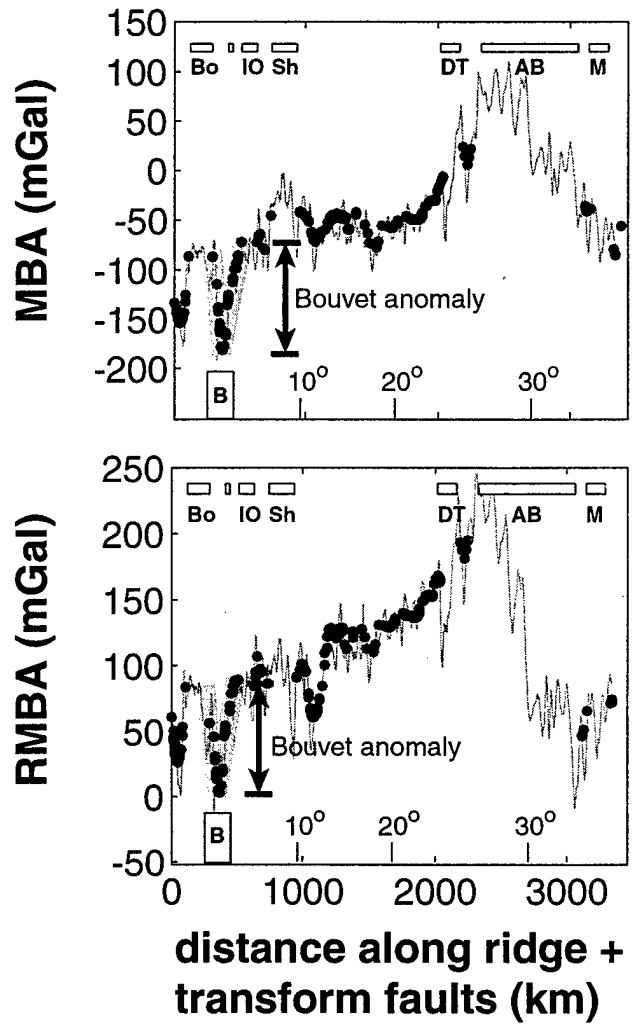 150
100
50
0
-50
-100
-150
-200
MBA (mGal)
Bo IO Sh DT AB M
Bouvet anomaly
B
10° 20° 30°
250
200
150
100
50
0
-50
RMBA (mGal)
Bo IO Sh DT AB M
Bouvet anomaly
B
10° 20° 30°
0 1000 2000 3000
distance along ridge +
transform faults (km)